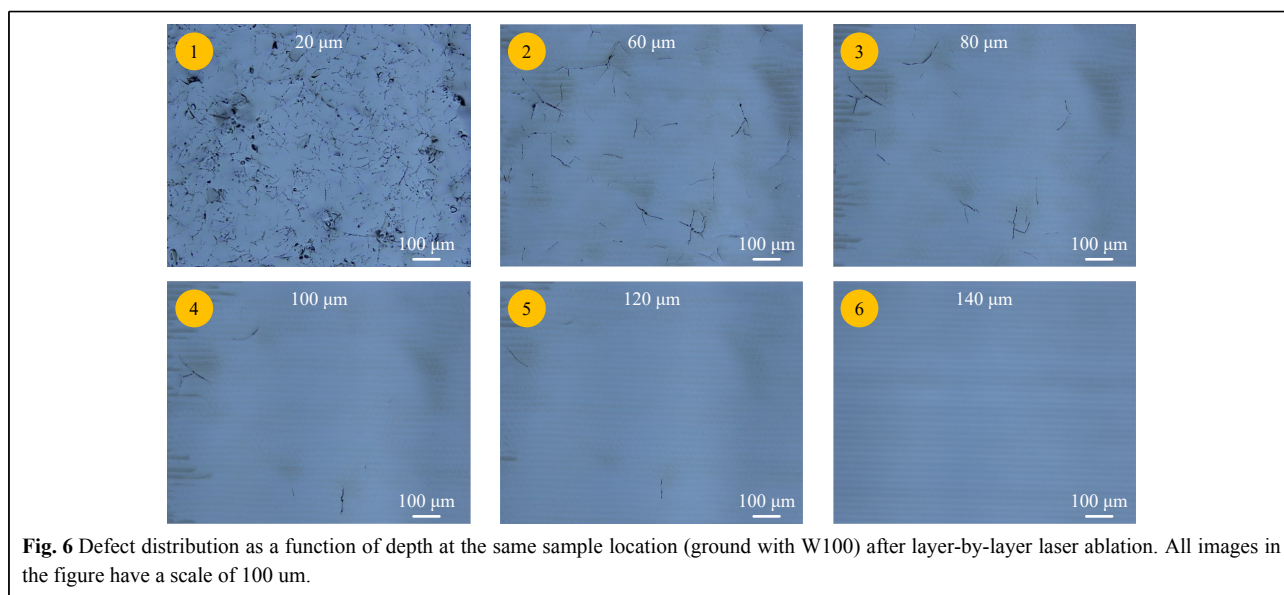 1
20 μm
100 μm
2
60 μm
100 μm
3
80 μm
100 μm
4
100 μm
100 μm
5
120 μm
100 μm
6
140 μm
100 μm
Fig. 6 Defect distribution as a function of depth at the same sample location (ground with W100) after layer-by-layer laser ablation. All images in
the figure have a scale of 100 um.